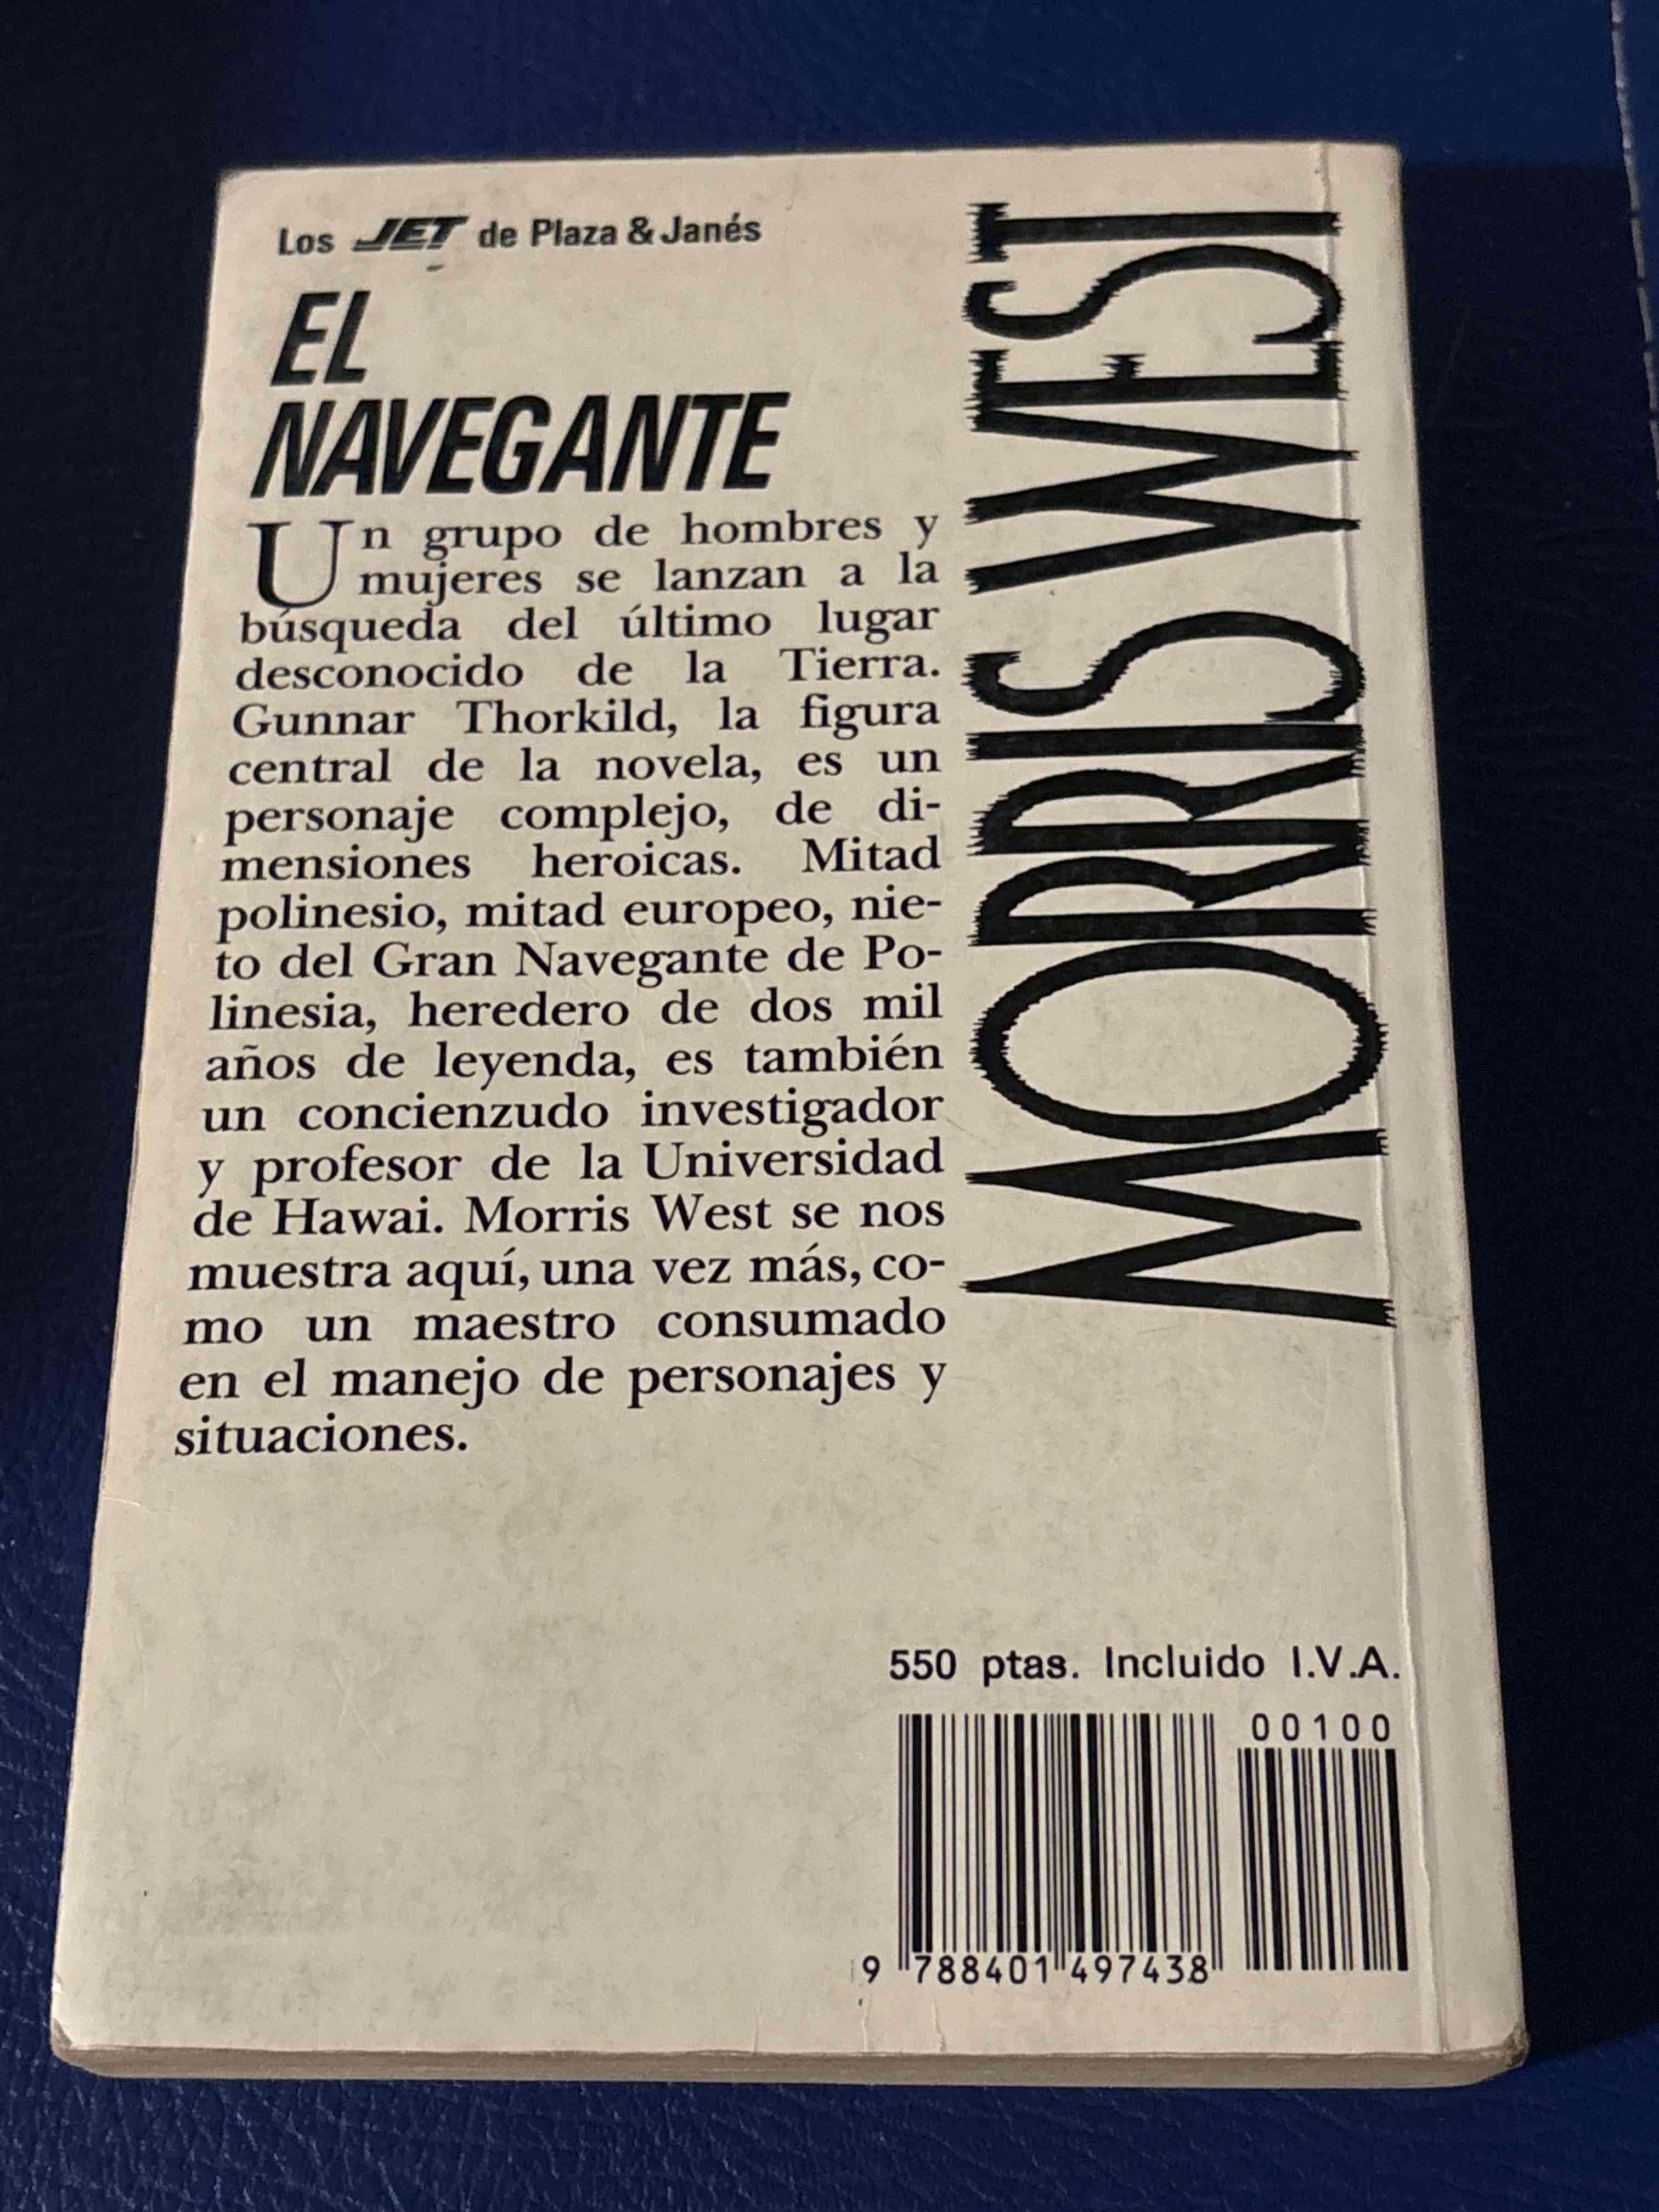 Los JET de Plaza & Janés
EL
NAVEGANTE
Un grupo de hombres y
mujeres se lanzan a la
búsqueda del último lugar
desconocido de la Tierra.
Gunnar Thorkild, la figura
central de la novela, es un
personaje complejo, de di-
mensiones heroicas. Mitad
polinesio, mitad europeo, nie-
to del Gran Navegante de Po-
linesia, heredero de dos mil
años de leyenda, es también
un concienzudo investigador
y profesor de la Universidad
de Hawai. Morris West se nos
muestra aquí, una vez más, co-
mo un maestro consumado
en el manejo de personajes y
situaciones.
MORRIS WEST
550 ptas. Incluido I.V.A.
00100
9 788401 497438